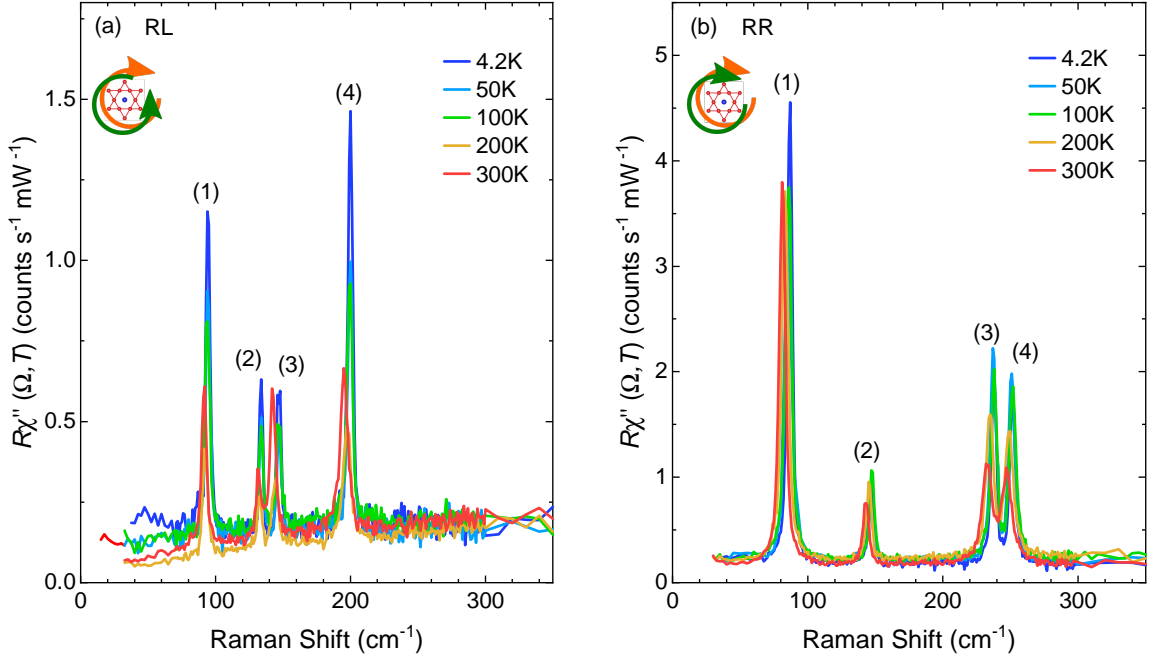 (a) RL
4.2K
50K
100K
200K
300K
(1)
(2)
(3)
(4)
1.5
1.0
0.5
0.0
0
100
200
300
Rχ'' (Ω,T) (counts s⁻¹ mW⁻¹)
Raman Shift (cm⁻¹)
(b) RR
4.2K
50K
100K
200K
300K
(1)
(2)
(3)
(4)
5
4
3
2
1
0
0
100
200
300
Rχ'' (Ω,T) (counts s⁻¹ mW⁻¹)
Raman Shift (cm⁻¹)